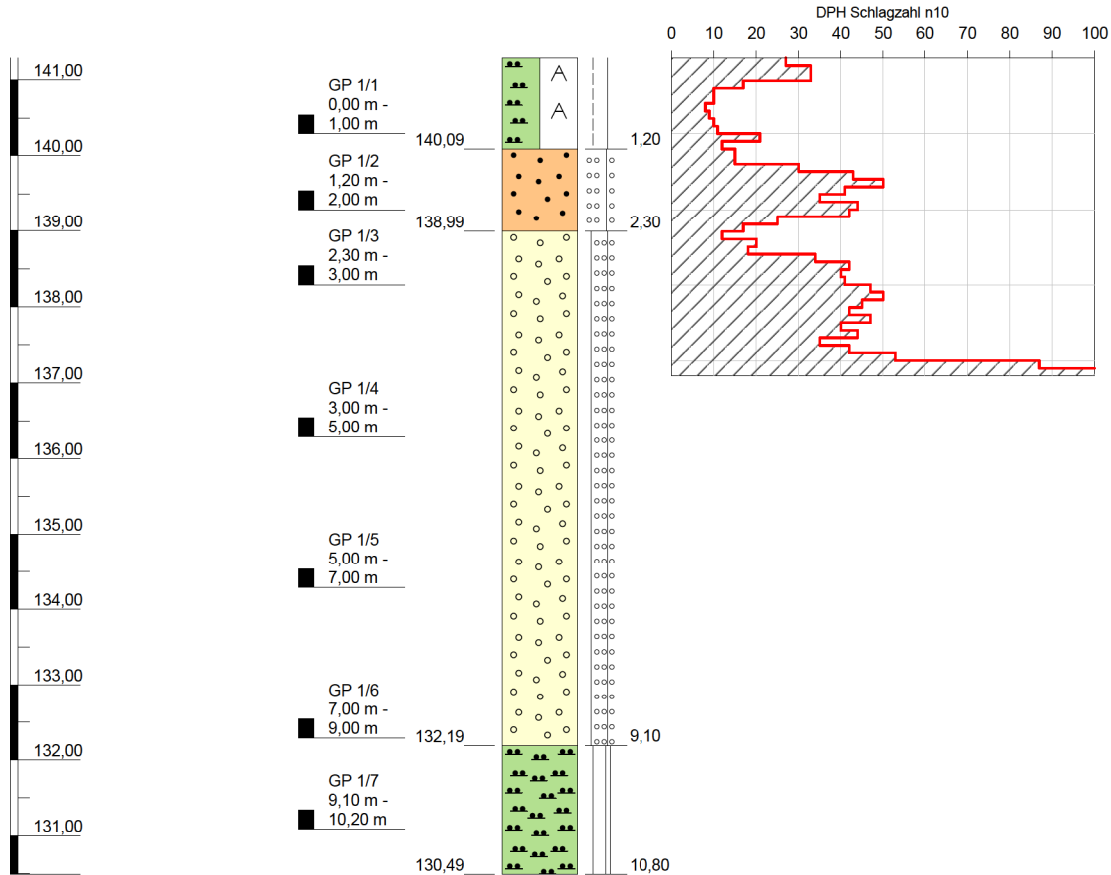 DPH Schlagzahl n10
0 10 20 30 40 50 60 70 80 90 100
141,00
GP 1/1
0,00 m -
1,00 m
140,09
1,20
140,00
GP 1/2
1,20 m -
2,00 m
139,00
138,99
2,30
GP 1/3
2,30 m -
3,00 m
138,00
137,00
GP 1/4
3,00 m -
5,00 m
136,00
135,00
GP 1/5
5,00 m -
7,00 m
134,00
133,00
GP 1/6
7,00 m -
9,00 m
132,19
9,10
132,00
GP 1/7
9,10 m -
10,20 m
131,00
130,49
10,80